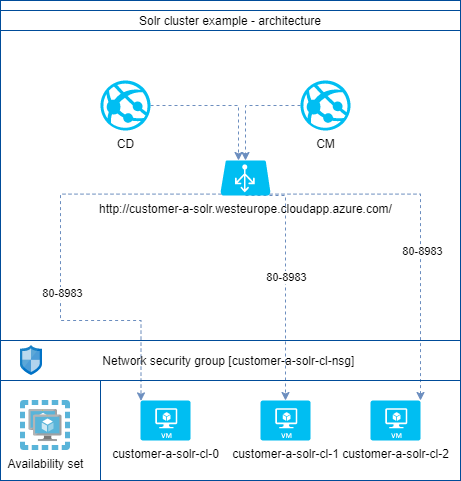 Solr cluster example - architecture
CD
CM
http://customer-a-solr.westeurope.cloudapp.azure.com/
80-8983
80-8983
80-8983
Network security group [customer-a-solr-cl-nsg]
VM
VM
VM
customer-a-solr-cl-0
customer-a-solr-cl-1
customer-a-solr-cl-2
Availability set